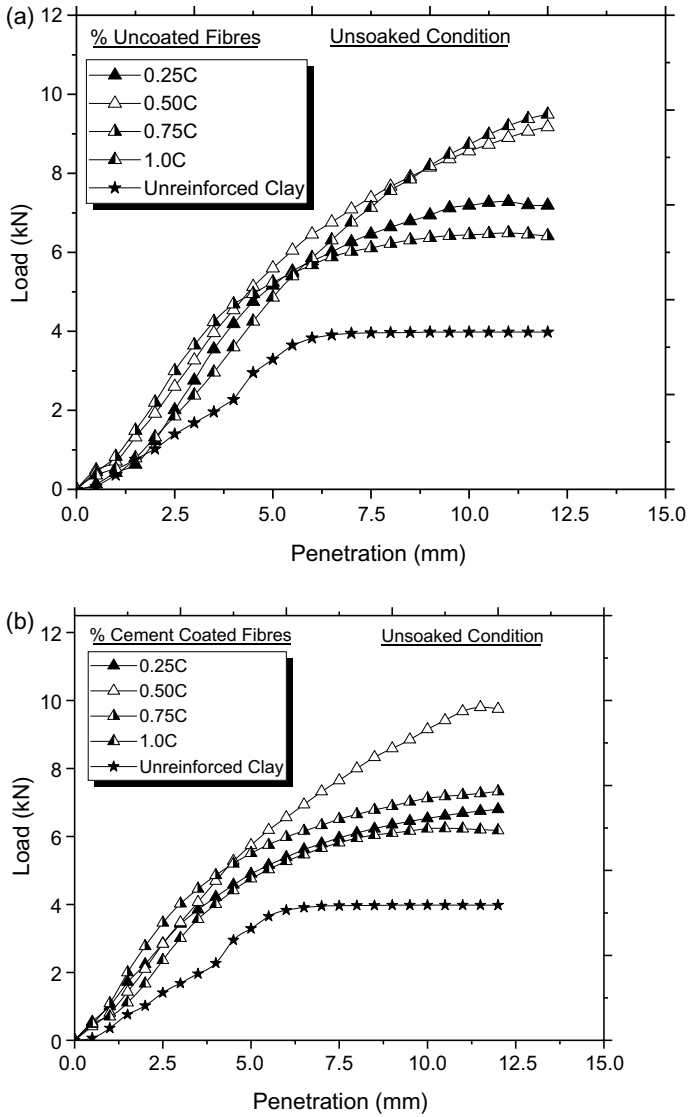 (a)
12
10
8
6
4
2
0
Load (kN)
% Uncoated Fibres
Unsoaked Condition
0.25C
0.50C
0.75C
1.0C
Unreinforced Clay
0.0 2.5 5.0 7.5 10.0 12.5 15.0
Penetration (mm)
(b)
12
10
8
6
4
2
0
Load (kN)
% Cement Coated Fibres
Unsoaked Condition
0.25C
0.50C
0.75C
1.0C
Unreinforced Clay
0.0 2.5 5.0 7.5 10.0 12.5 15.0
Penetration (mm)